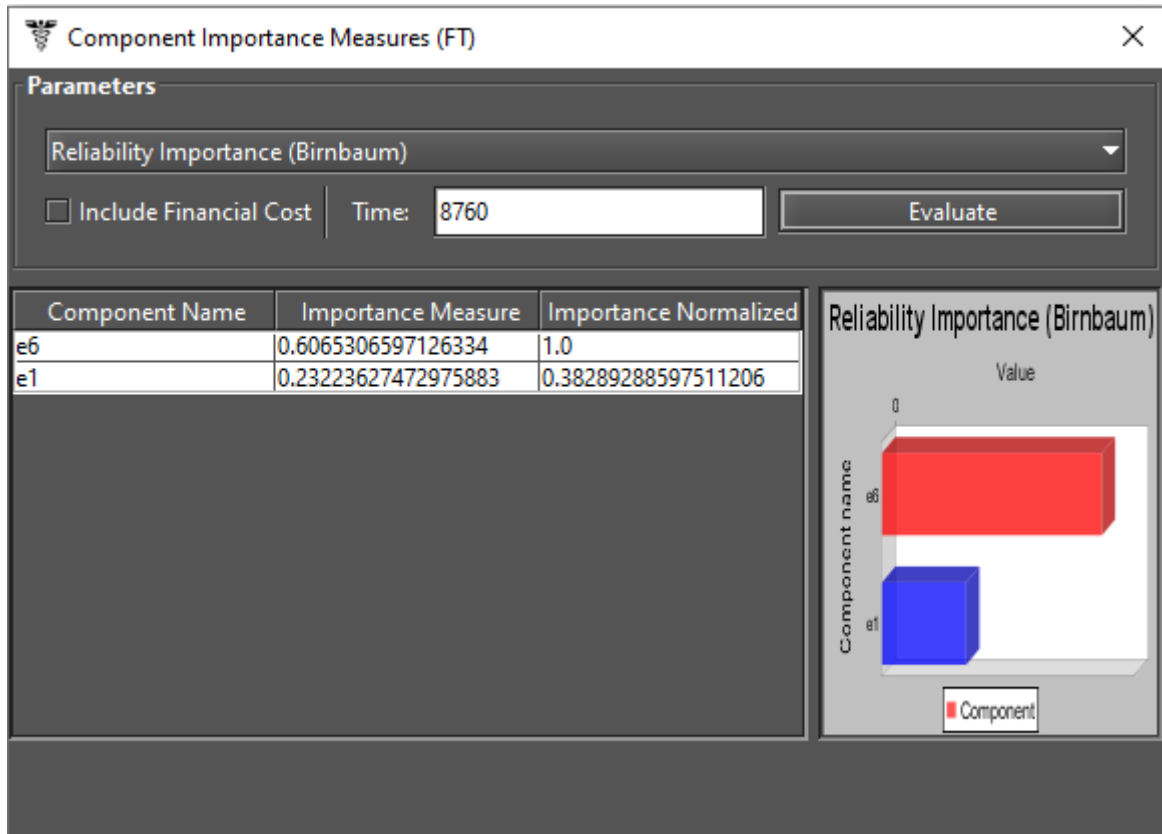 Component Importance Measures (FT)
Parameters
Reliability Importance (Birnbaum)
Include Financial Cost Time: 8760 Evaluate
Component Name Importance Measure Importance Normalized
e6 0.6065306597126334 1.0
e1 0.23223627472975883 0.38289288597511206
Reliability Importance (Birnbaum)
Value
0
Component name
e6
e1
Component